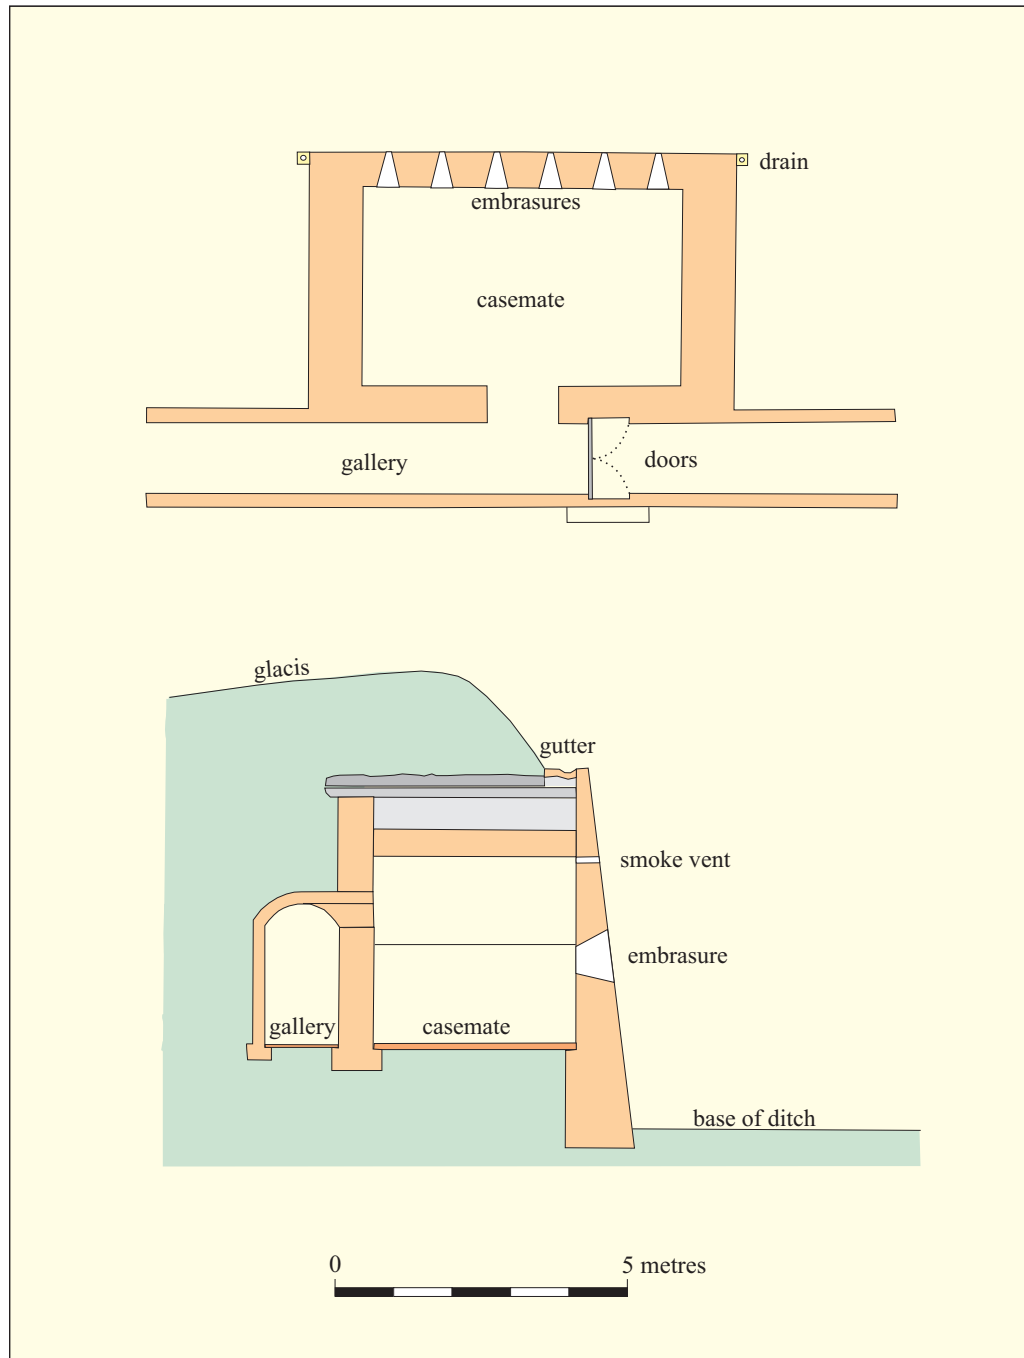 drain
embrasures
casemate
gallery
doors
glacis
gutter
smoke vent
embrasure
gallery
casemate
base of ditch
0
5 metres